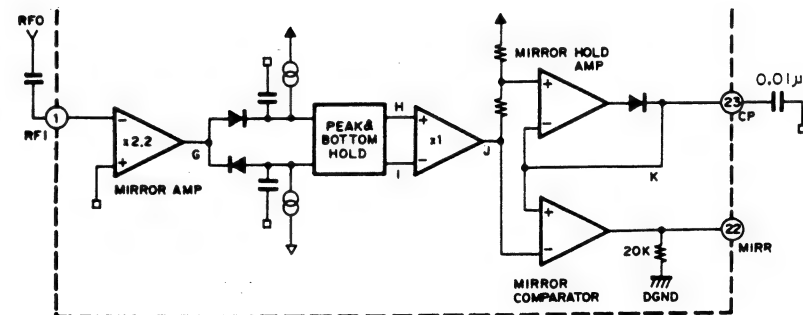 RFO
1
RFI
x2.2
MIRROR AMP
G
PEAK&
BOTTOM
HOLD
H
I
x1
J
MIRROR HOLD
AMP
K
23
CP
0.01μ
22
MIRR
20K
DGND
MIRROR
COMPARATOR
+
-
+
-
+
-
+
-